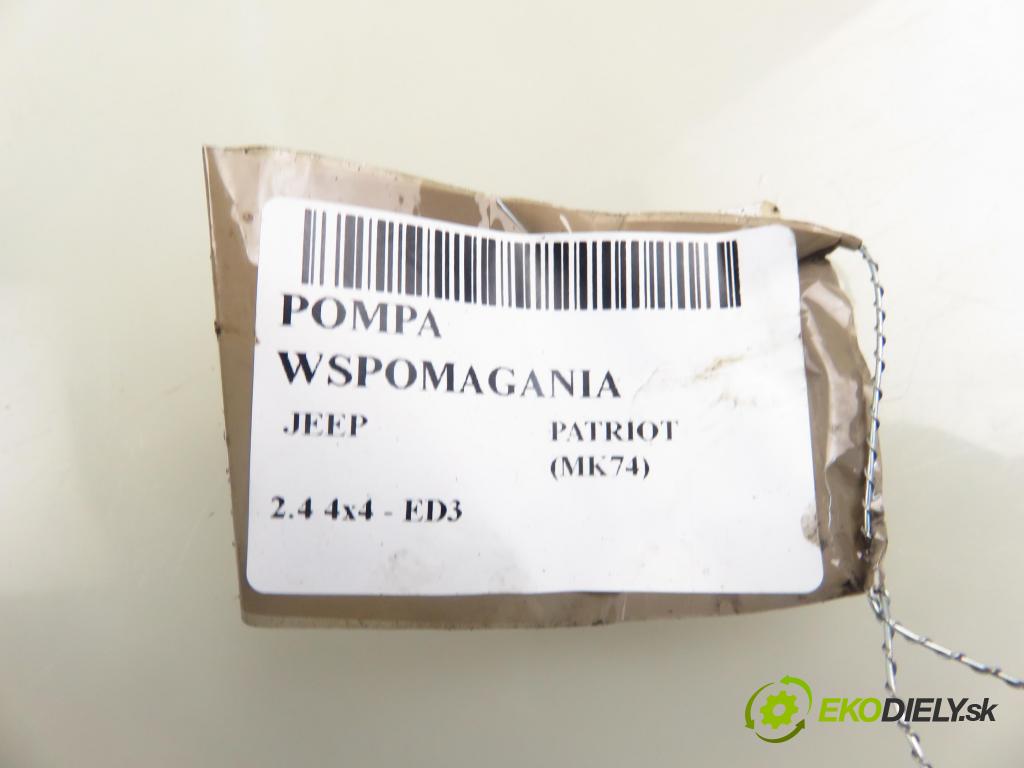 POMPA
WSPOMAGANIA
JEEP PATRIOT
(MK74)
2.4 4x4 - ED3
EKODIELY.sk